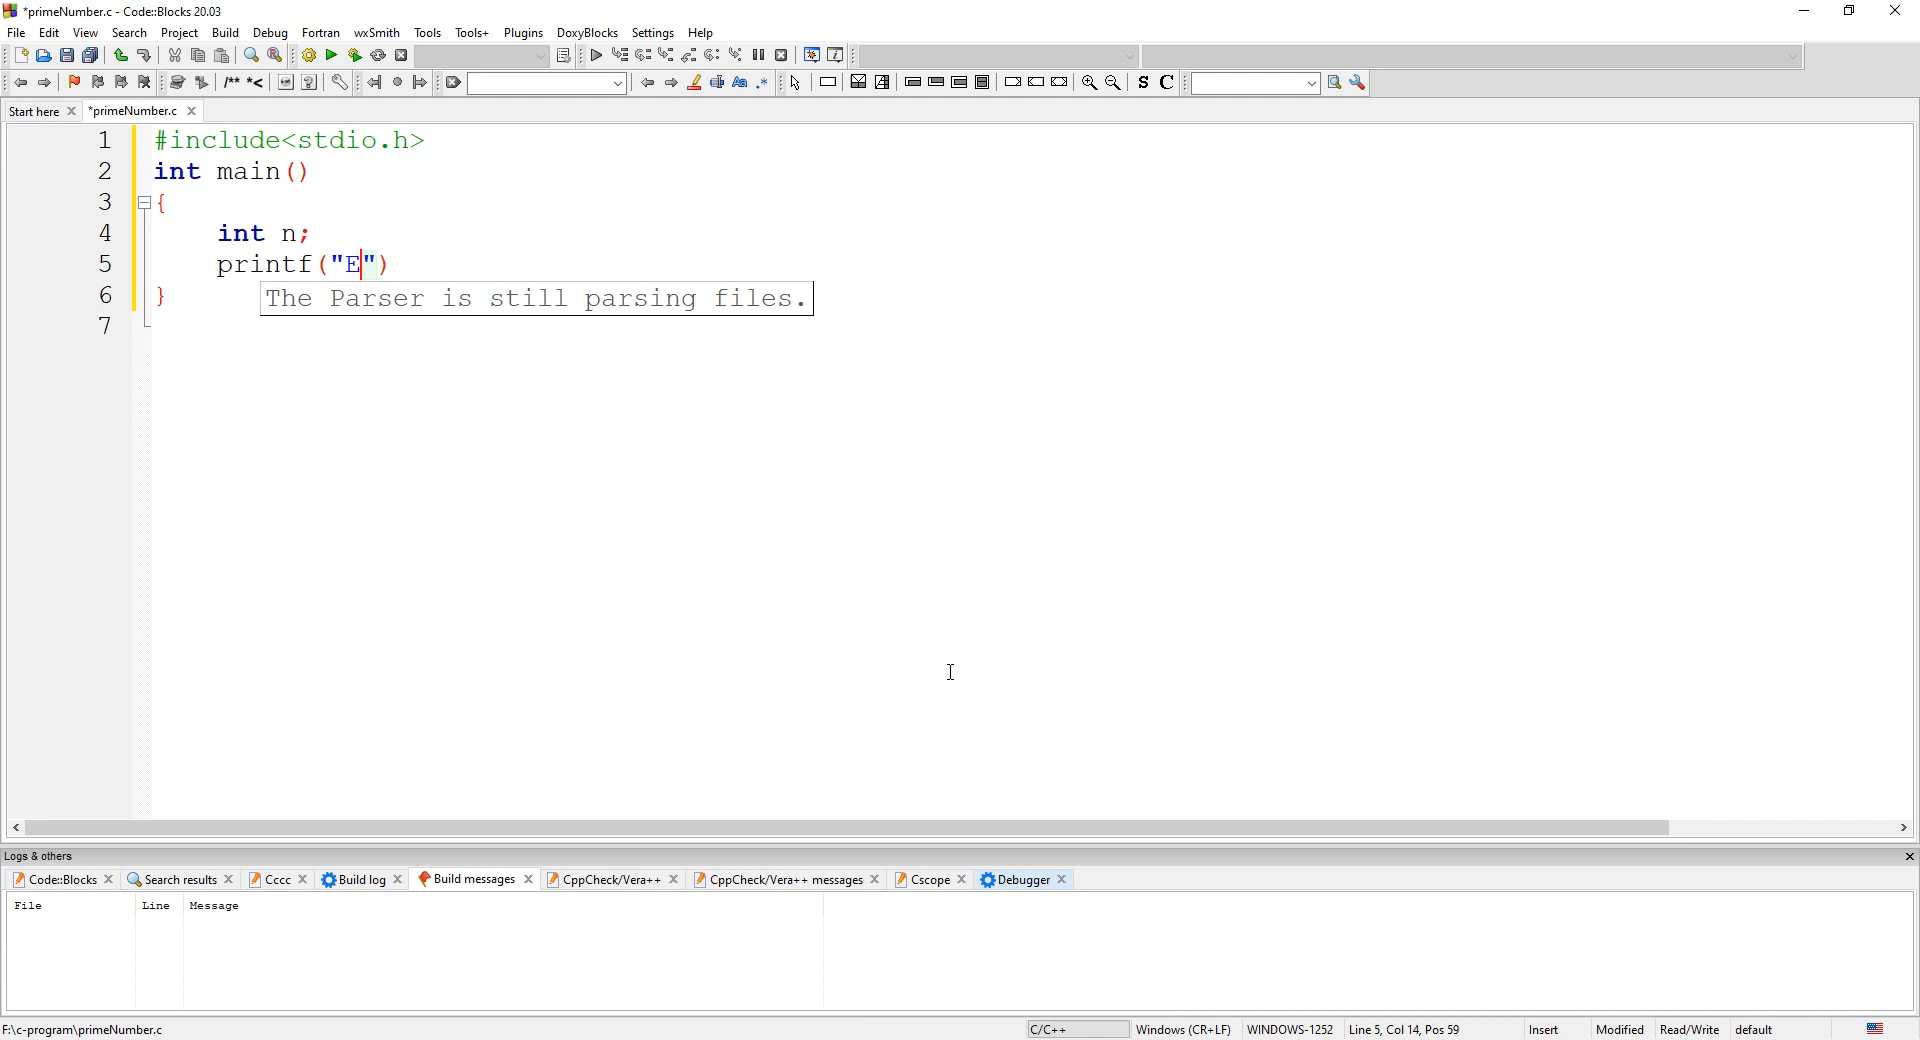 *primeNumber.c - Code::Blocks 20.03
File Edit View Search Project Build Debug Fortran wxSmith Tools Tools+ Plugins DoxyBlocks Settings Help
/** *< Aa .* S C
Start here *primeNumber.c
1 #include<stdio.h>
2 int main()
3 {
4 int n;
5 printf("E")
6 }
The Parser is still parsing files.
7
Logs & others
Code::Blocks Search results Cccc Build log Build messages CppCheck/Vera++ CppCheck/Vera++ messages Cscope Debugger
File Line Message
F:\c-program\primeNumber.c C/C++ Windows (CR+LF) WINDOWS-1252 Line 5, Col 14, Pos 59 Insert Modified Read/Write default